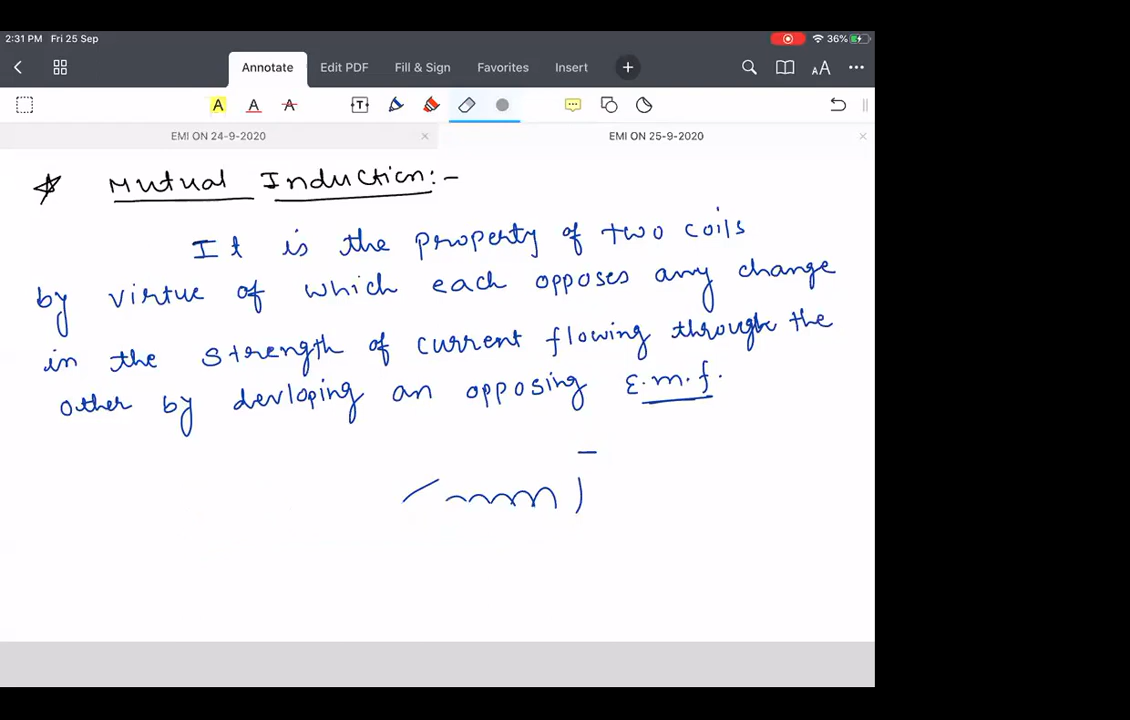 2:31 PM Fri 25 Sep
36%
Annotate
Edit PDF
Fill & Sign
Favorites
Insert
AA
A A A T
EMI ON 24-9-2020
EMI ON 25-9-2020
Mutual Induction:-
It is the property of two coils
by virtue of which each opposes any change
in the strength of current flowing through the
other by devloping an opposing E.m.f.